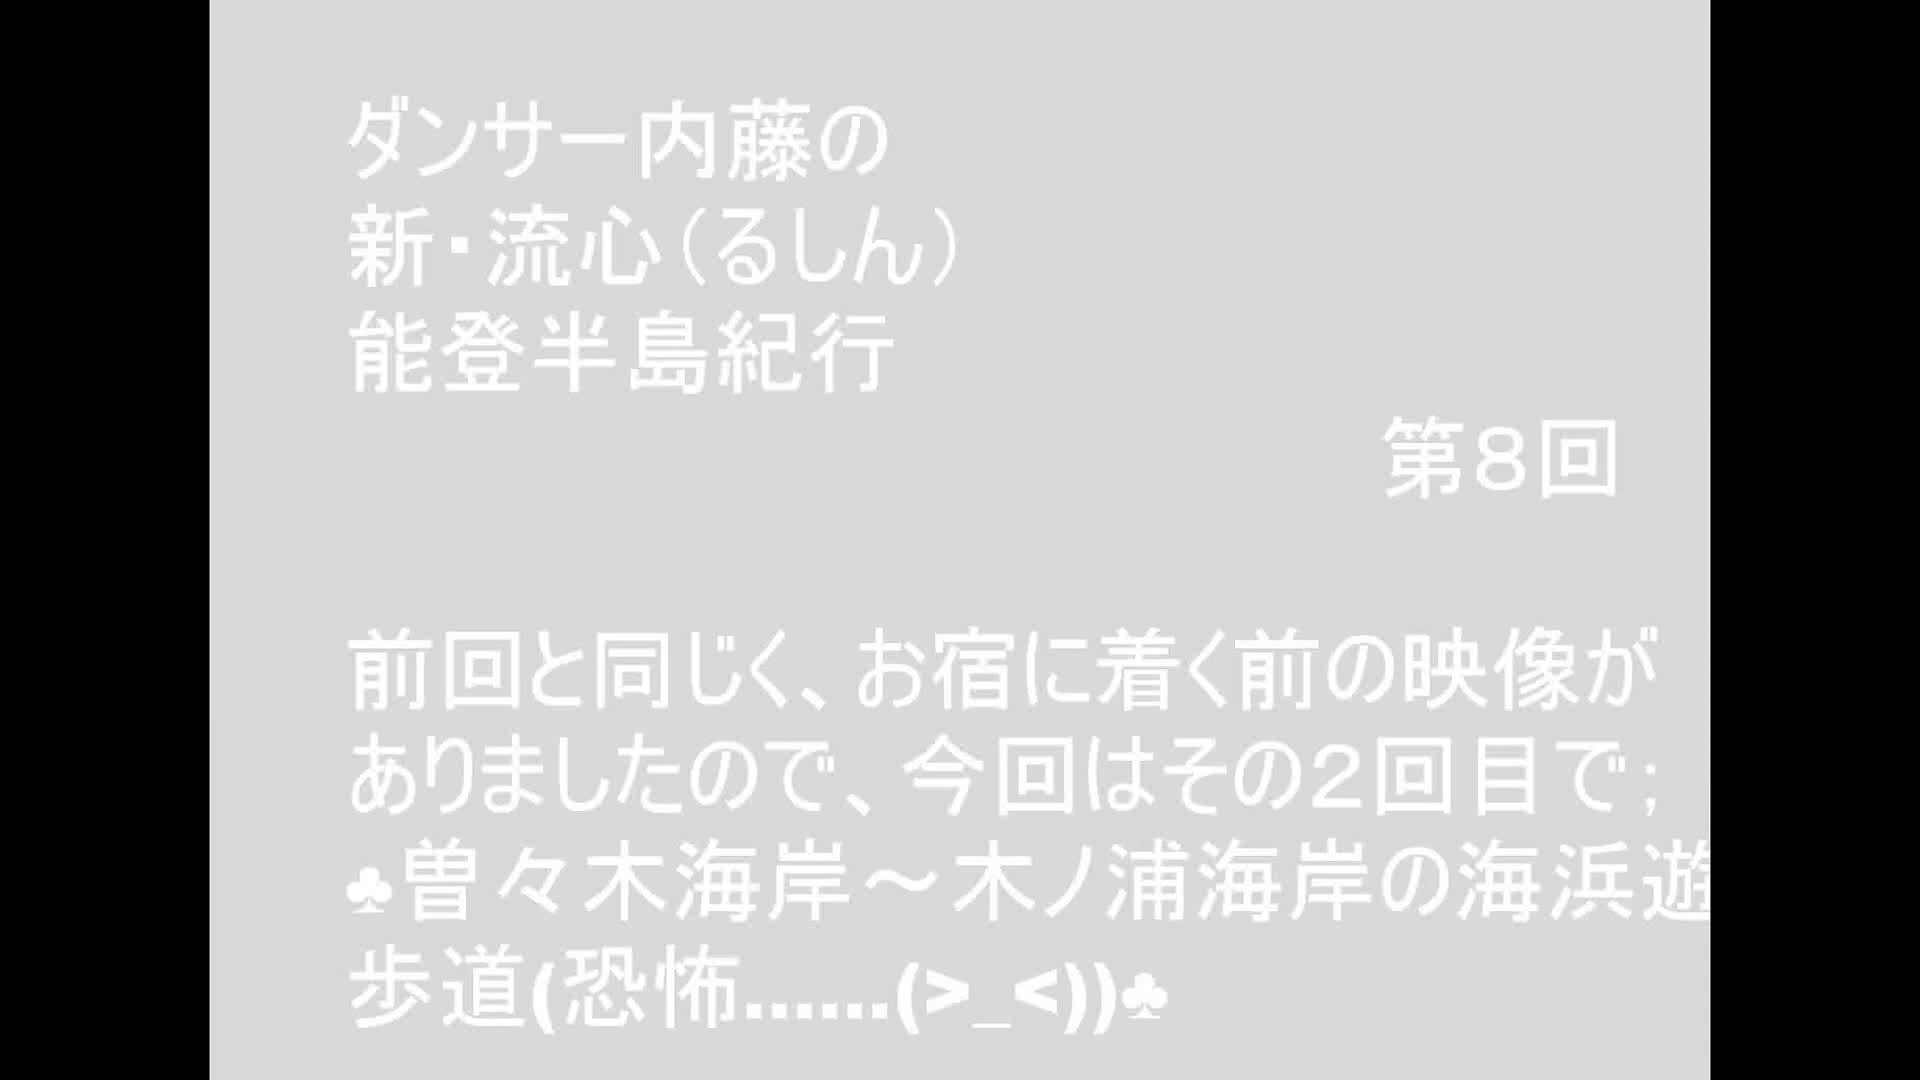 ダンサー内藤の
新・流心（るしん）
能登半島紀行
第８回
前回と同じく、お宿に着く前の映像が
ありましたので、今回はその２回目で；
♣曽々木海岸～木ノ浦海岸の海浜遊
歩道(恐怖......(>_<))♣